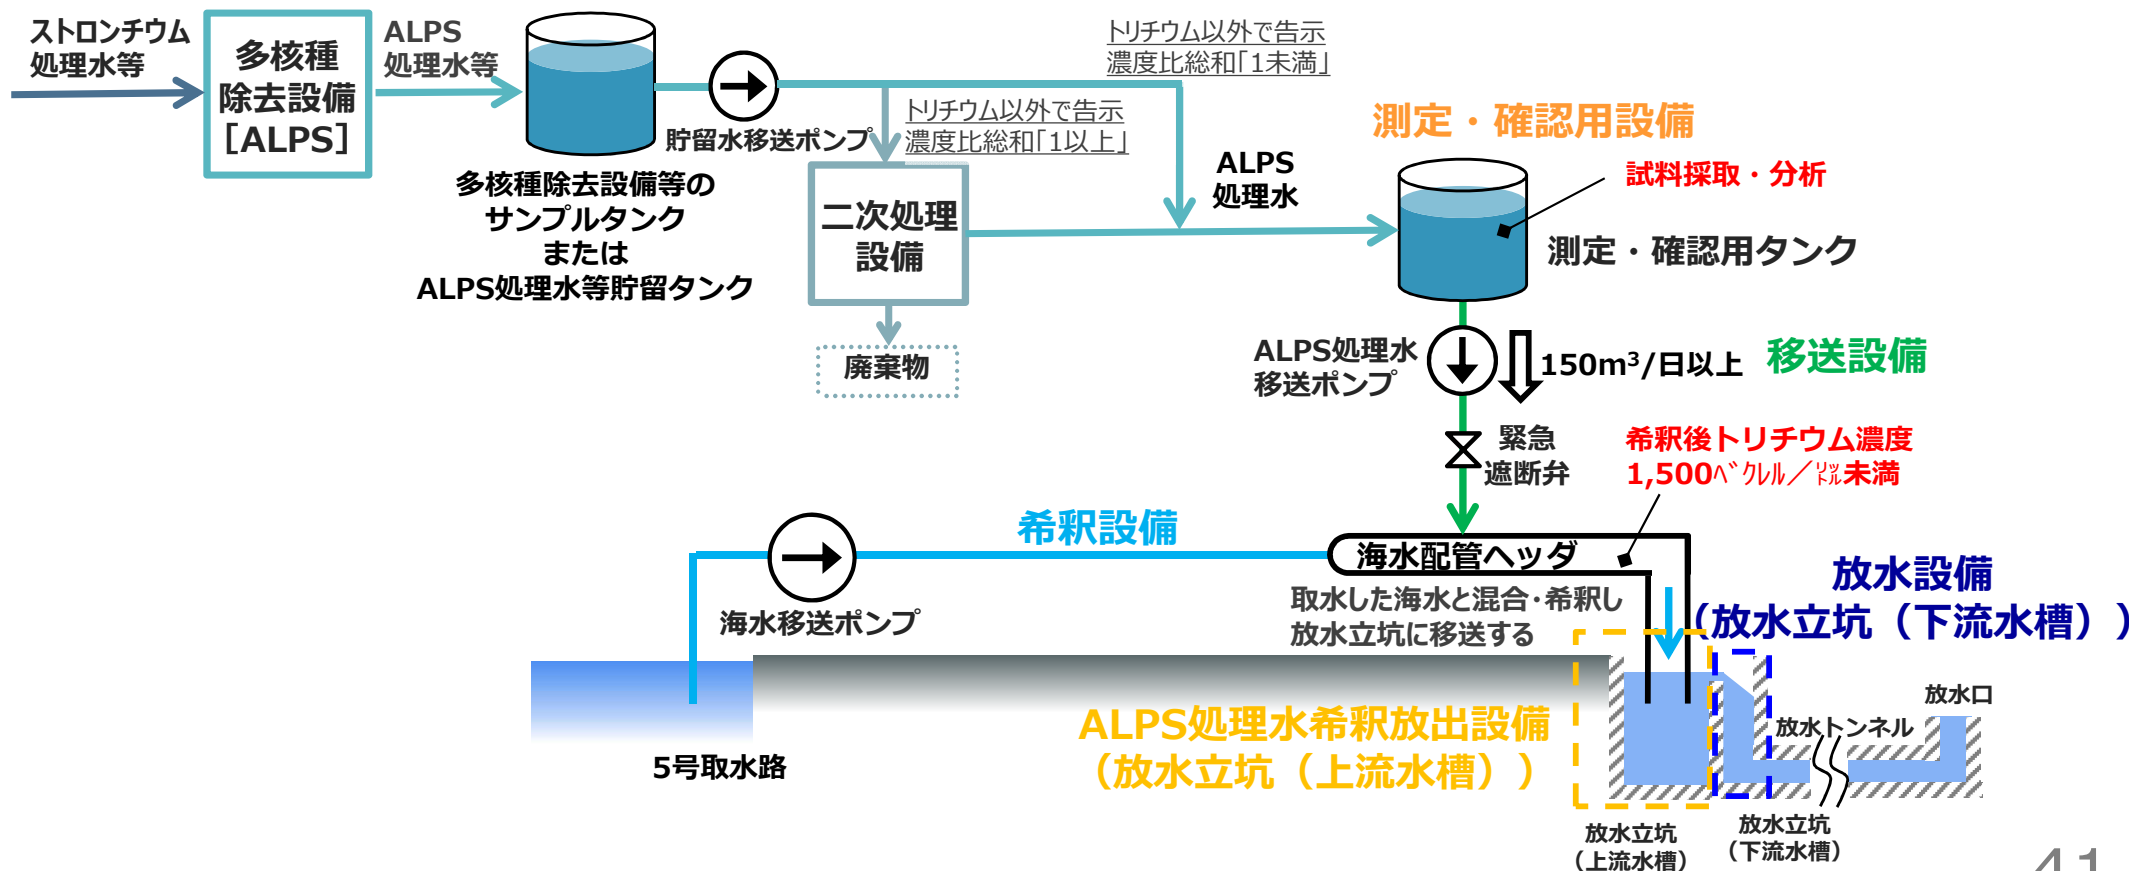 ストロンチウム
処理水等
多核種
除去設備
［ALPS］
ALPS
処理水等
貯留水移送ポンプ
多核種除去設備等の
サンプルタンク
または
ALPS処理水等貯留タンク
トリチウム以外で告示
濃度比総和「1未満」
トリチウム以外で告示
濃度比総和「1以上」
二次処理
設備
廃棄物
ALPS
処理水
測定・確認用設備
試料採取・分析
測定・確認用タンク
ALPS処理水
移送ポンプ
150m³/日以上
移送設備
緊急
遮断弁
希釈後トリチウム濃度
1,500ﾍﾞｸﾚﾙ／㍑未満
希釈設備
海水配管ヘッダ
海水移送ポンプ
取水した海水と混合･希釈し
放水立坑に移送する
放水設備
（放水立坑（下流水槽））
5号取水路
ALPS処理水希釈放出設備
（放水立坑（上流水槽））
放水口
放水トンネル
放水立坑
（上流水槽）
放水立坑
（下流水槽）
41